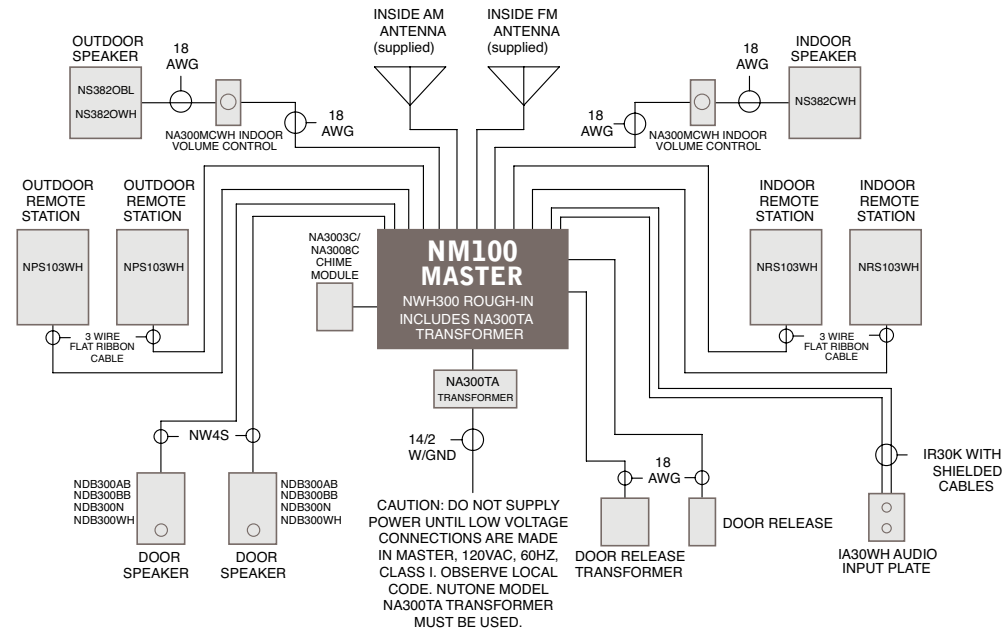 INSIDE AM
ANTENNA
(supplied)
INSIDE FM
ANTENNA
(supplied)
OUTDOOR
SPEAKER
NS382OBL
NS382OWH
18
AWG
NA300MCWH INDOOR
VOLUME CONTROL
18
AWG
18
AWG
NA300MCWH INDOOR
VOLUME CONTROL
18
AWG
INDOOR
SPEAKER
NS382CWH
OUTDOOR
REMOTE
STATION
NPS103WH
OUTDOOR
REMOTE
STATION
NPS103WH
3 WIRE
FLAT RIBBON
CABLE
NA3003C/
NA3008C
CHIME
MODULE
NM100
MASTER
NWH300 ROUGH-IN
INCLUDES NA300TA
TRANSFORMER
INDOOR
REMOTE
STATION
NRS103WH
INDOOR
REMOTE
STATION
NRS103WH
3 WIRE
FLAT RIBBON
CABLE
NA300TA
TRANSFORMER
14/2
W/GND
NW4S
NDB300AB
NDB300BB
NDB300N
NDB300WH
DOOR
SPEAKER
NDB300AB
NDB300BB
NDB300N
NDB300WH
DOOR
SPEAKER
CAUTION: DO NOT SUPPLY
POWER UNTIL LOW VOLTAGE
CONNECTIONS ARE MADE
IN MASTER, 120VAC, 60HZ,
CLASS I. OBSERVE LOCAL
CODE. NUTONE MODEL
NA300TA TRANSFORMER
MUST BE USED.
18
AWG
DOOR RELEASE
TRANSFORMER
DOOR RELEASE
IR30K WITH
SHIELDED
CABLES
IA30WH AUDIO
INPUT PLATE